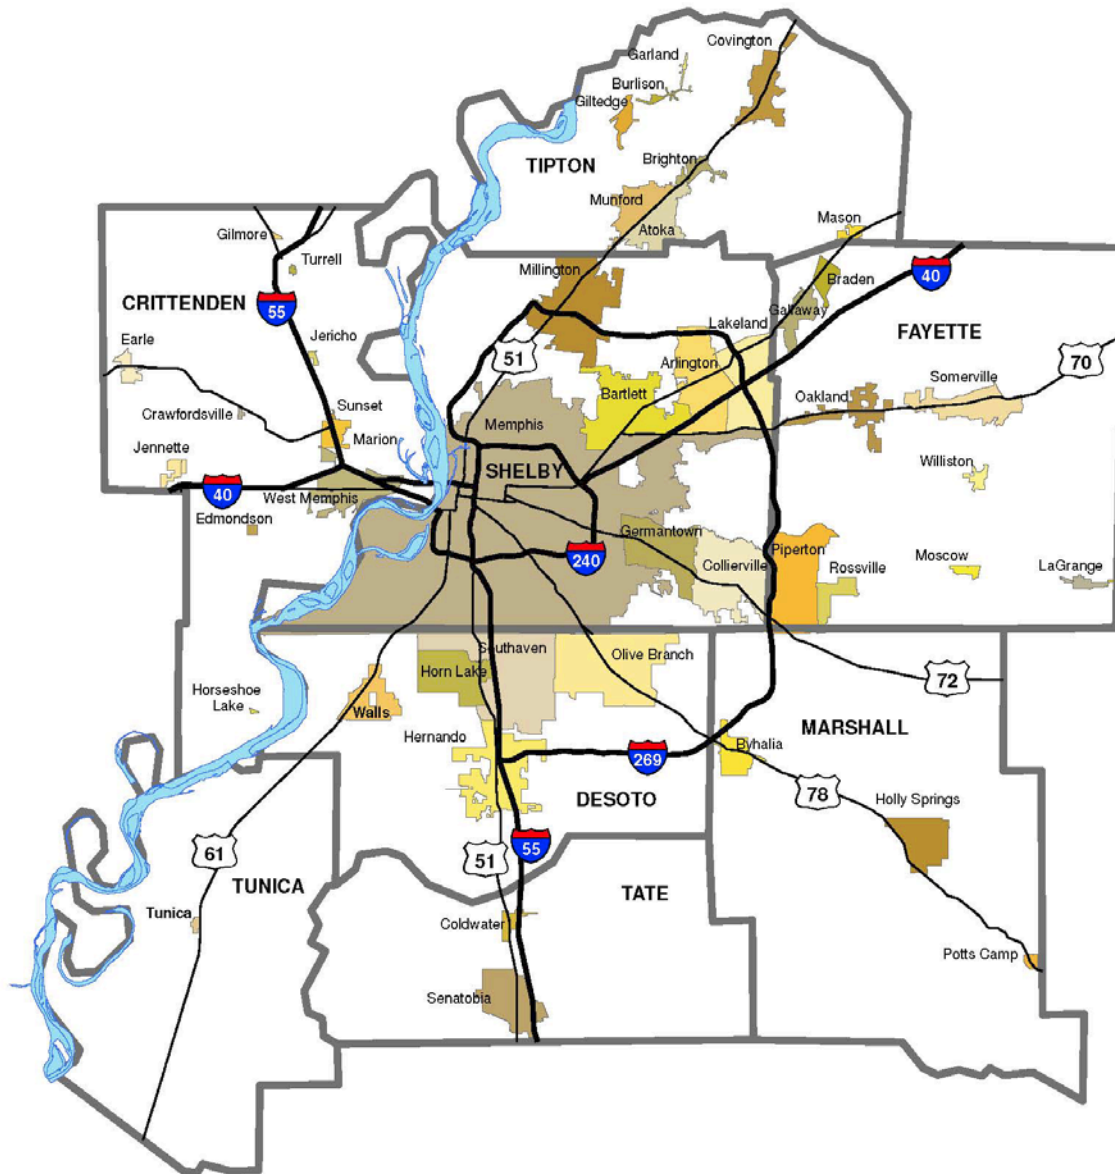 Covington
Garland
Burlison
Giltedge
TIPTON
Brighton
Munford
Atoka
Mason
Gilmore
Turrell
Millington
Braden
40
CRITTENDEN
55
Gallaway
Lakeland
FAYETTE
Earle
Jericho
51
Arlington
70
Bartlett
Somerville
Oakland
Crawfordsville
Sunset
Memphis
Marion
Jennette
SHELBY
Williston
40
West Memphis
Edmondson
Germantown
240
Collierville
Piperton
Moscow
Rossville
LaGrange
Southaven
Olive Branch
Horn Lake
72
Horseshoe
Lake
Walls
MARSHALL
Hernando
Byhalia
269
78
DESOTO
Holly Springs
61
51
55
TUNICA
TATE
Tunica
Coldwater
Potts Camp
Senatobia